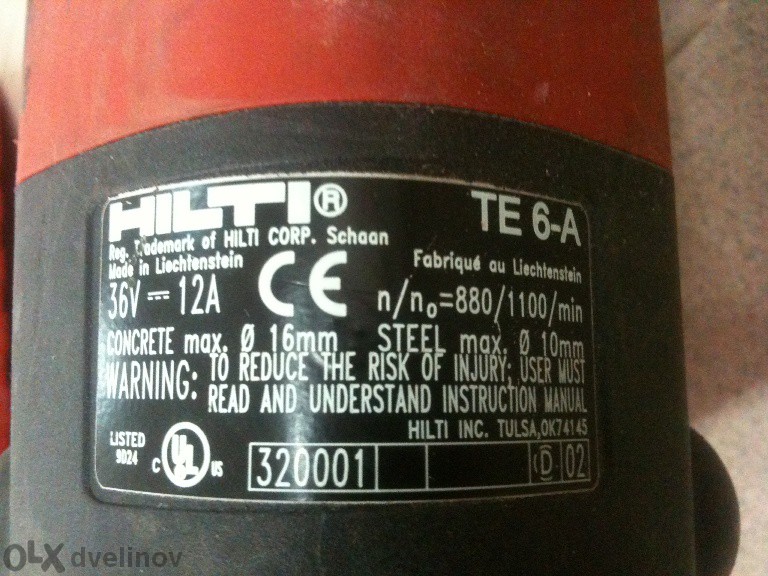 HILTI® TE 6-A
Reg. Trademark of HILTI CORP. Schaan
Made in Liechtenstein Fabriqué au Liechtenstein
36V ⎓ 12A CE n/n₀=880/1100/min
CONCRETE max. Ø 16mm STEEL max. Ø 10mm
WARNING: TO REDUCE THE RISK OF INJURY; USER MUST
READ AND UNDERSTAND INSTRUCTION MANUAL
HILTI INC. TULSA,OK74145
LISTED
9D24 C UL US 320001 D 02
OLX dvelinov